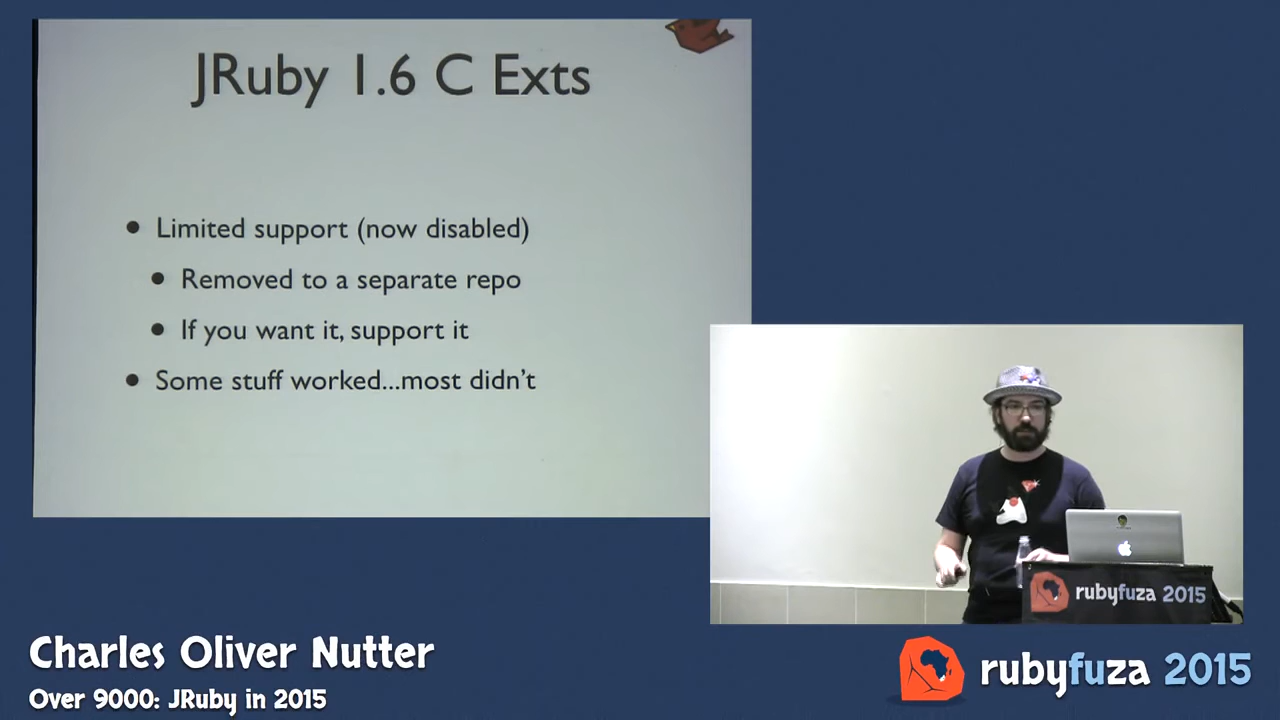 JRuby 1.6 C Exts
• Limited support (now disabled)
• Removed to a separate repo
• If you want it, support it
• Some stuff worked...most didn't
rubyfuza 2015
Charles Oliver Nutter
Over 9000: JRuby in 2015
rubyfuza 2015